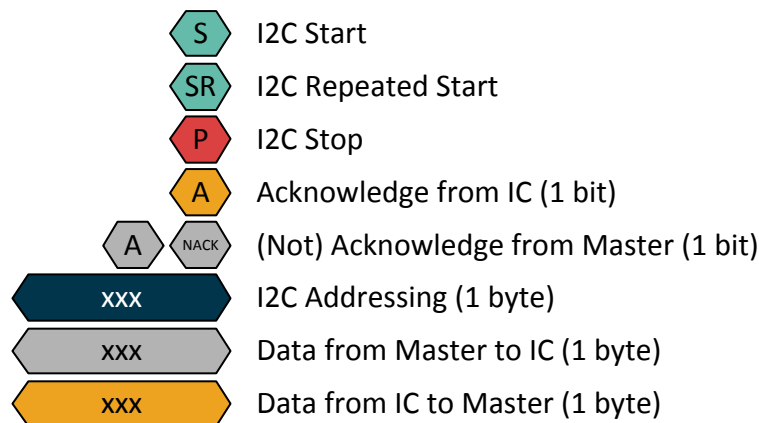 S I2C Start
SR I2C Repeated Start
P I2C Stop
A Acknowledge from IC (1 bit)
A NACK (Not) Acknowledge from Master (1 bit)
xxx I2C Addressing (1 byte)
xxx Data from Master to IC (1 byte)
xxx Data from IC to Master (1 byte)